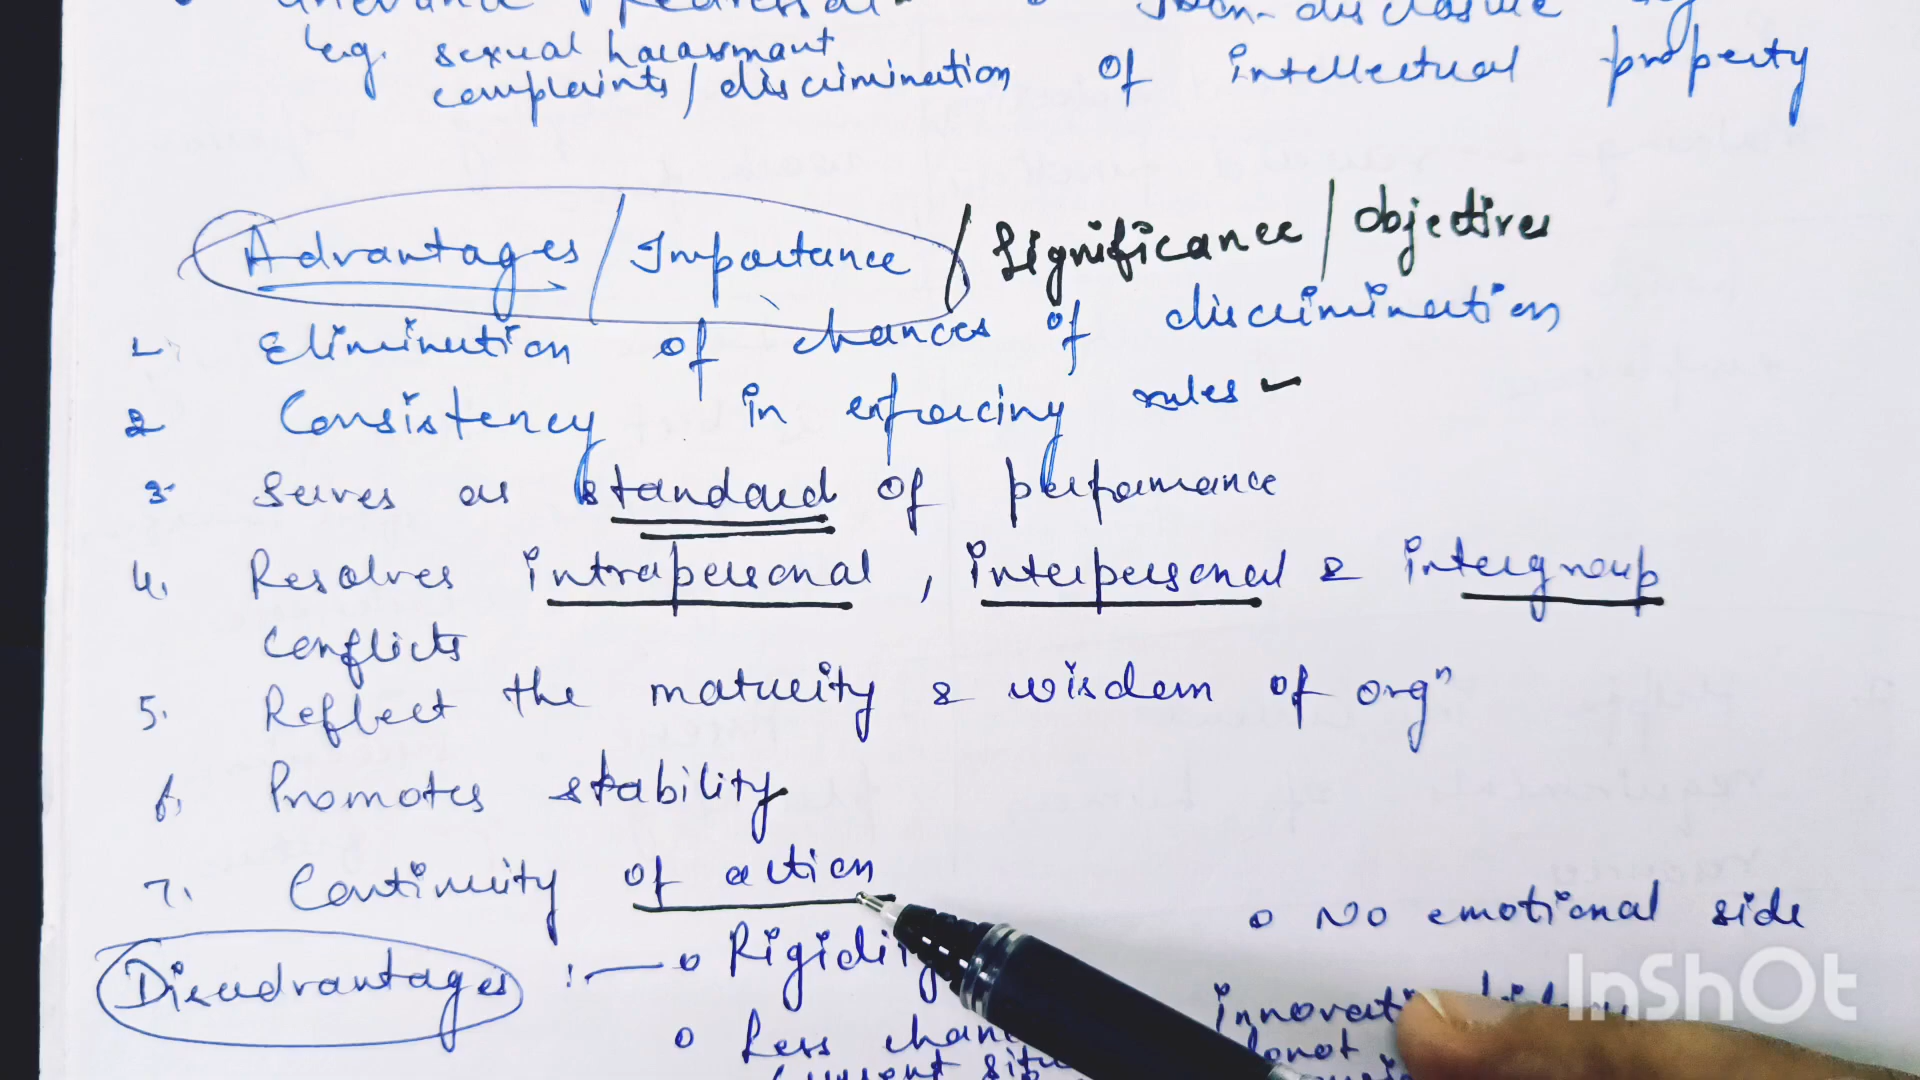 of intellectual property
e.g. sexual harassment
complaints / discrimination
Advantages / Importance / Significance / Objectives
1. Elimination of chances of discrimination
2 Consistency in enforcing rules
3. Serves as standard of performance
4. Resolves intrapersonal, interpersonal & intergroup
conflicts
5. Reflect the maturity & wisdom of orgⁿ
6. Promotes stability
7. Continuity of action
Disadvantages :— o Rigidity
o No emotional side
o Less
InShOt